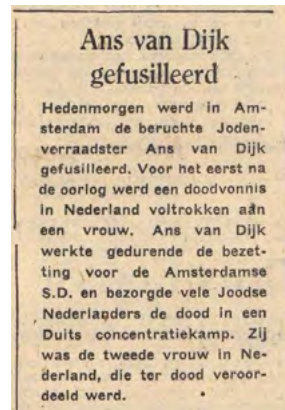 Ans van Dijk
gefusilleerd
Hedenmorgen werd in Am-
sterdam de beruchte Joden-
verraadster Ans van Dijk
gefusilleerd. Voor het eerst na
de oorlog werd een doodvonnis
in Nederland voltrokken aan
een vrouw. Ans van Dijk
werkte gedurende de bezet-
ting voor de Amsterdamse
S.D. en bezorgde vele Joodse
Nederlanders de dood in een
Duits concentratiekamp. Zij
was de tweede vrouw in Ne-
derland, die ter dood veroor-
deeld werd.